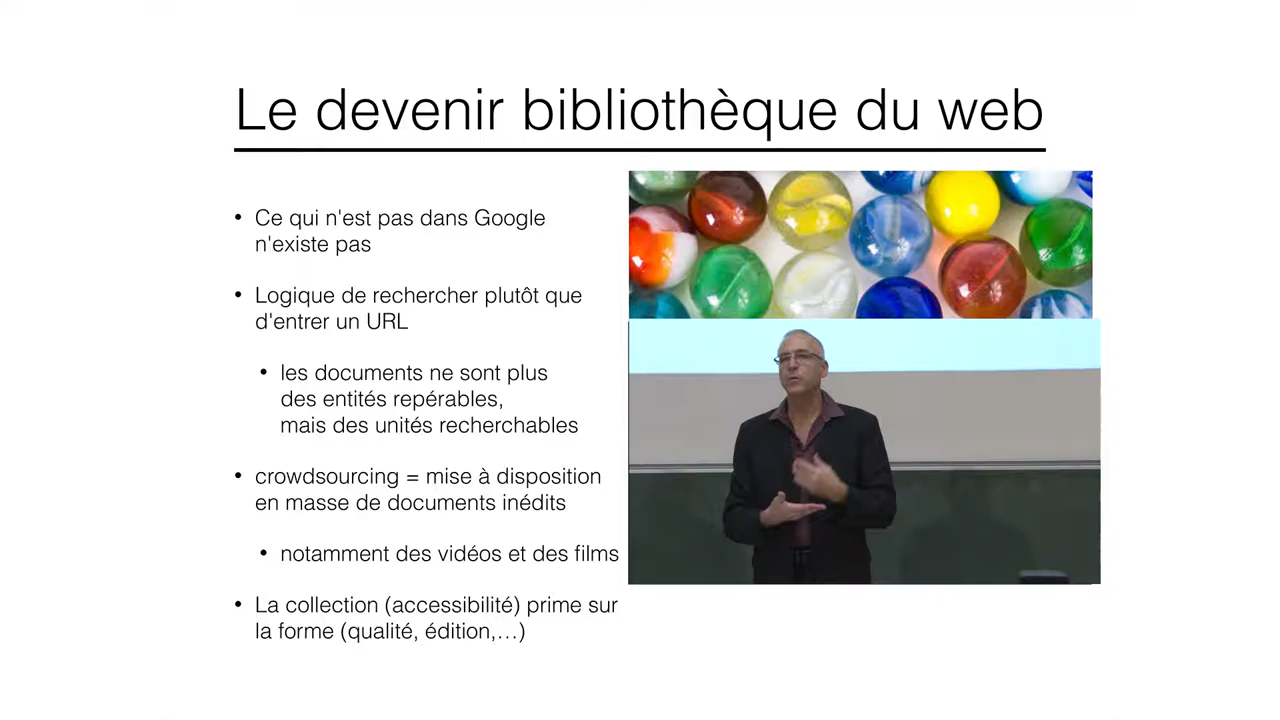 Le devenir bibliothèque du web
• Ce qui n'est pas dans Google
n'existe pas
• Logique de rechercher plutôt que
d'entrer un URL
• les documents ne sont plus
des entités repérables,
mais des unités recherchables
• crowdsourcing = mise à disposition
en masse de documents inédits
• notamment des vidéos et des films
• La collection (accessibilité) prime sur
la forme (qualité, édition,…)